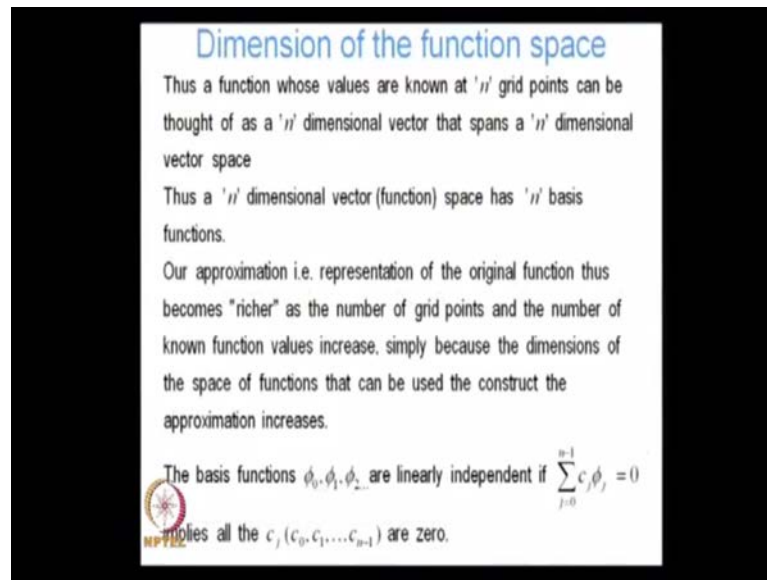 Dimension of the function space
Thus a function whose values are known at 'n' grid points can be
thought of as a 'n' dimensional vector that spans a 'n' dimensional
vector space
Thus a 'n' dimensional vector (function) space has 'n' basis
functions.
Our approximation i.e. representation of the original function thus
becomes "richer" as the number of grid points and the number of
known function values increase, simply because the dimensions of
the space of functions that can be used the construct the
approximation increases.
The basis functions ϕ₀.ϕ₁.ϕ₂... are linearly independent if ∑_{j=0}^{n-1} c_jϕ_j = 0
implies all the c_j (c₀.c₁....c_{n-1}) are zero.
NPTEL